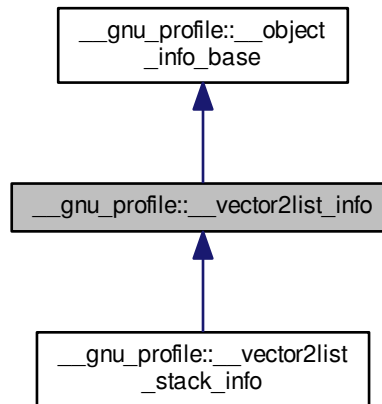 __gnu_profile::__object
_info_base
__gnu_profile::__vector2list_info
__gnu_profile::__vector2list
_stack_info